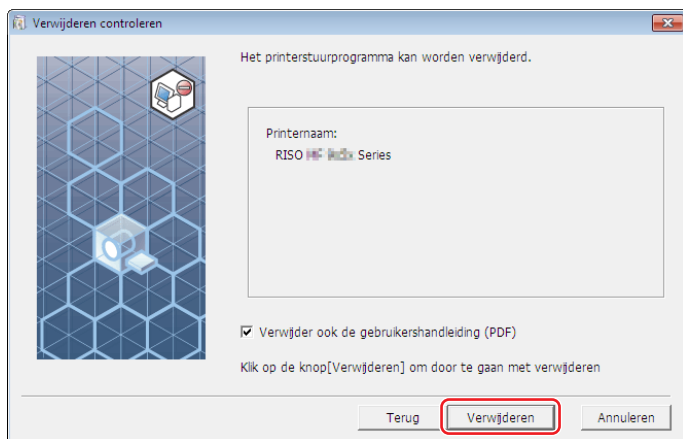 Verwijderen controleren
Het printerstuurprogramma kan worden verwijderd.
Printernaam:
RISO Series
Verwijder ook de gebruikershandleiding (PDF)
Klik op de knop[Verwijderen] om door te gaan met verwijderen
Terug
Verwijderen
Annuleren